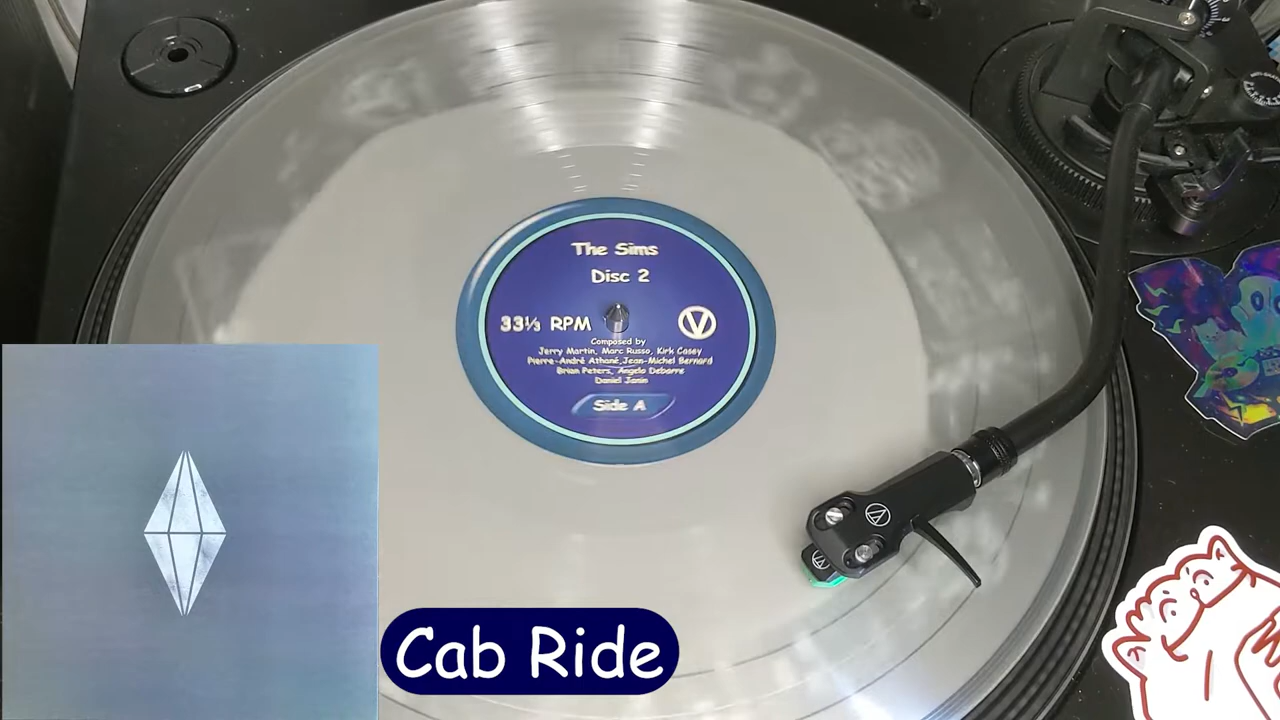 The Sims
Disc 2
33⅓ RPM
Composed by
Jerry Martin, Marc Russo, Kirk Casey
Pierre-André Athané, Jean-Michel Bernard
Brian Peters, Angelo Debarre
Daniel Janin
Side A
Cab Ride